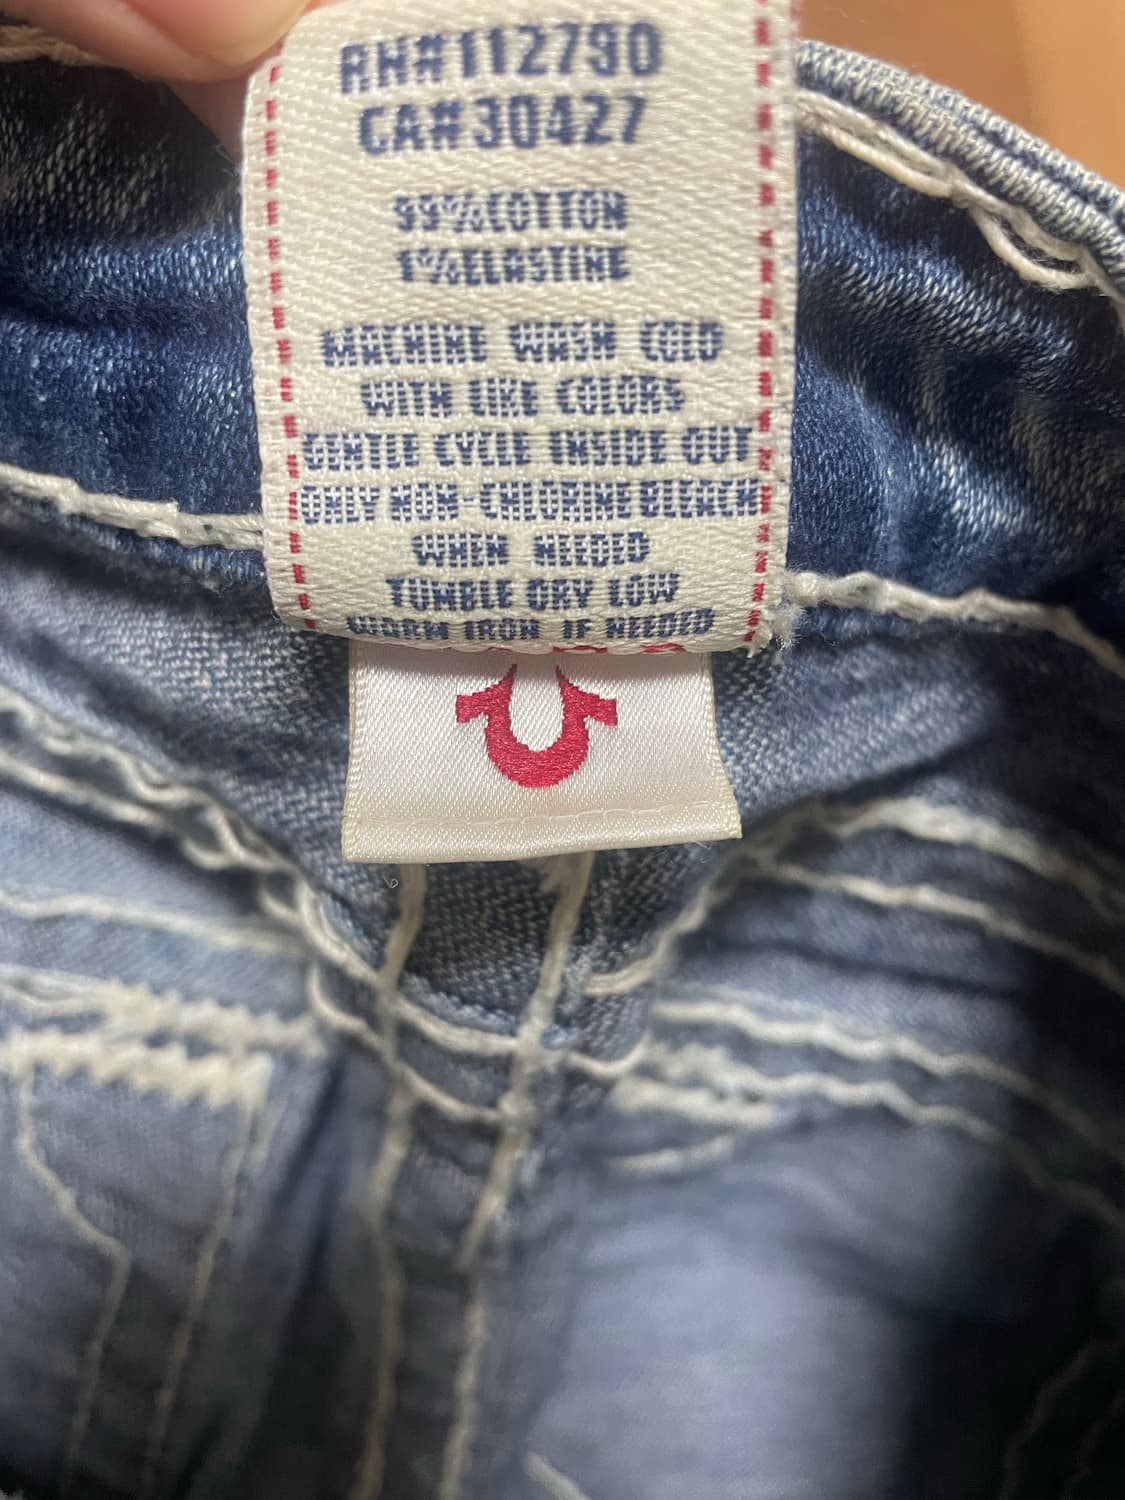 RN#112790
CA#30427
99%COTTON
1%ELASTINE
MACHINE WASH COLD
WITH LIKE COLORS
GENTLE CYCLE INSIDE OUT
ONLY NON-CHLORINE BLEACH
WHEN NEEDED
TUMBLE DRY LOW
WARM IRON IF NEEDED